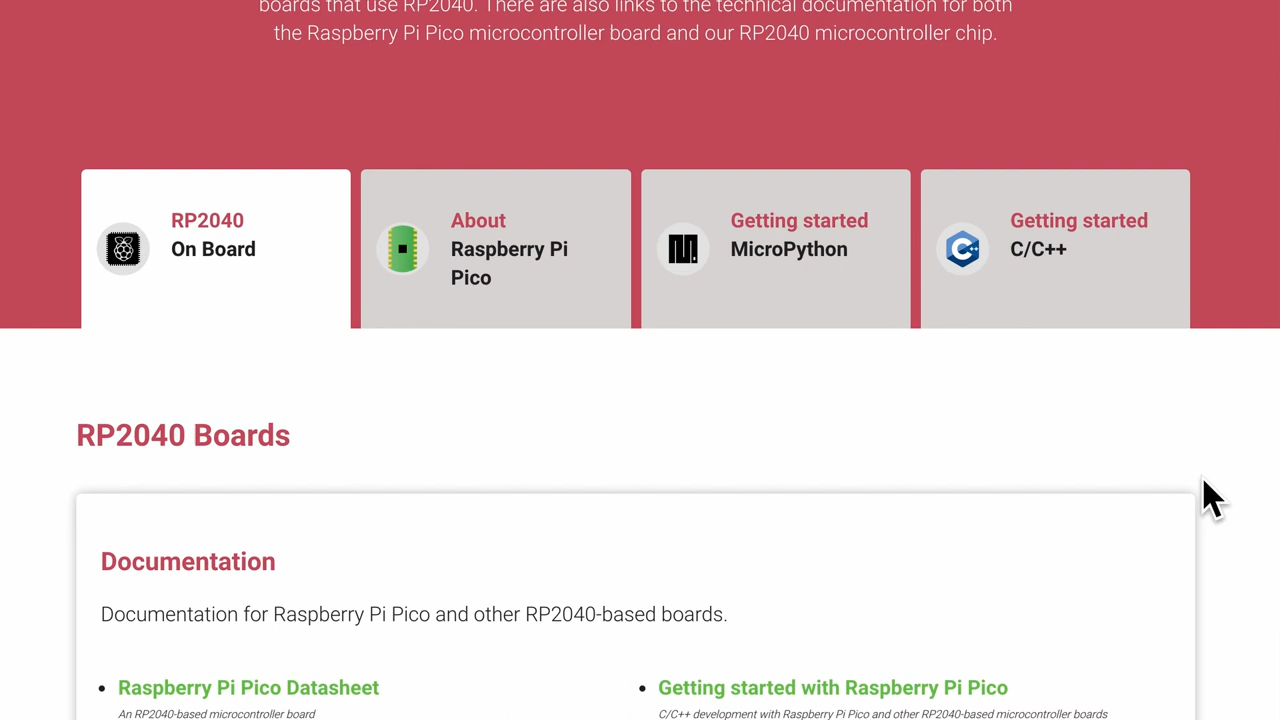 boards that use RP2040. There are also links to the technical documentation for both
the Raspberry Pi Pico microcontroller board and our RP2040 microcontroller chip.
RP2040
On Board
About
Raspberry Pi
Pico
Getting started
MicroPython
Getting started
C/C++
RP2040 Boards
Documentation
Documentation for Raspberry Pi Pico and other RP2040-based boards.
Raspberry Pi Pico Datasheet
An RP2040-based microcontroller board
Getting started with Raspberry Pi Pico
C/C++ development with Raspberry Pi Pico and other RP2040-based microcontroller boards